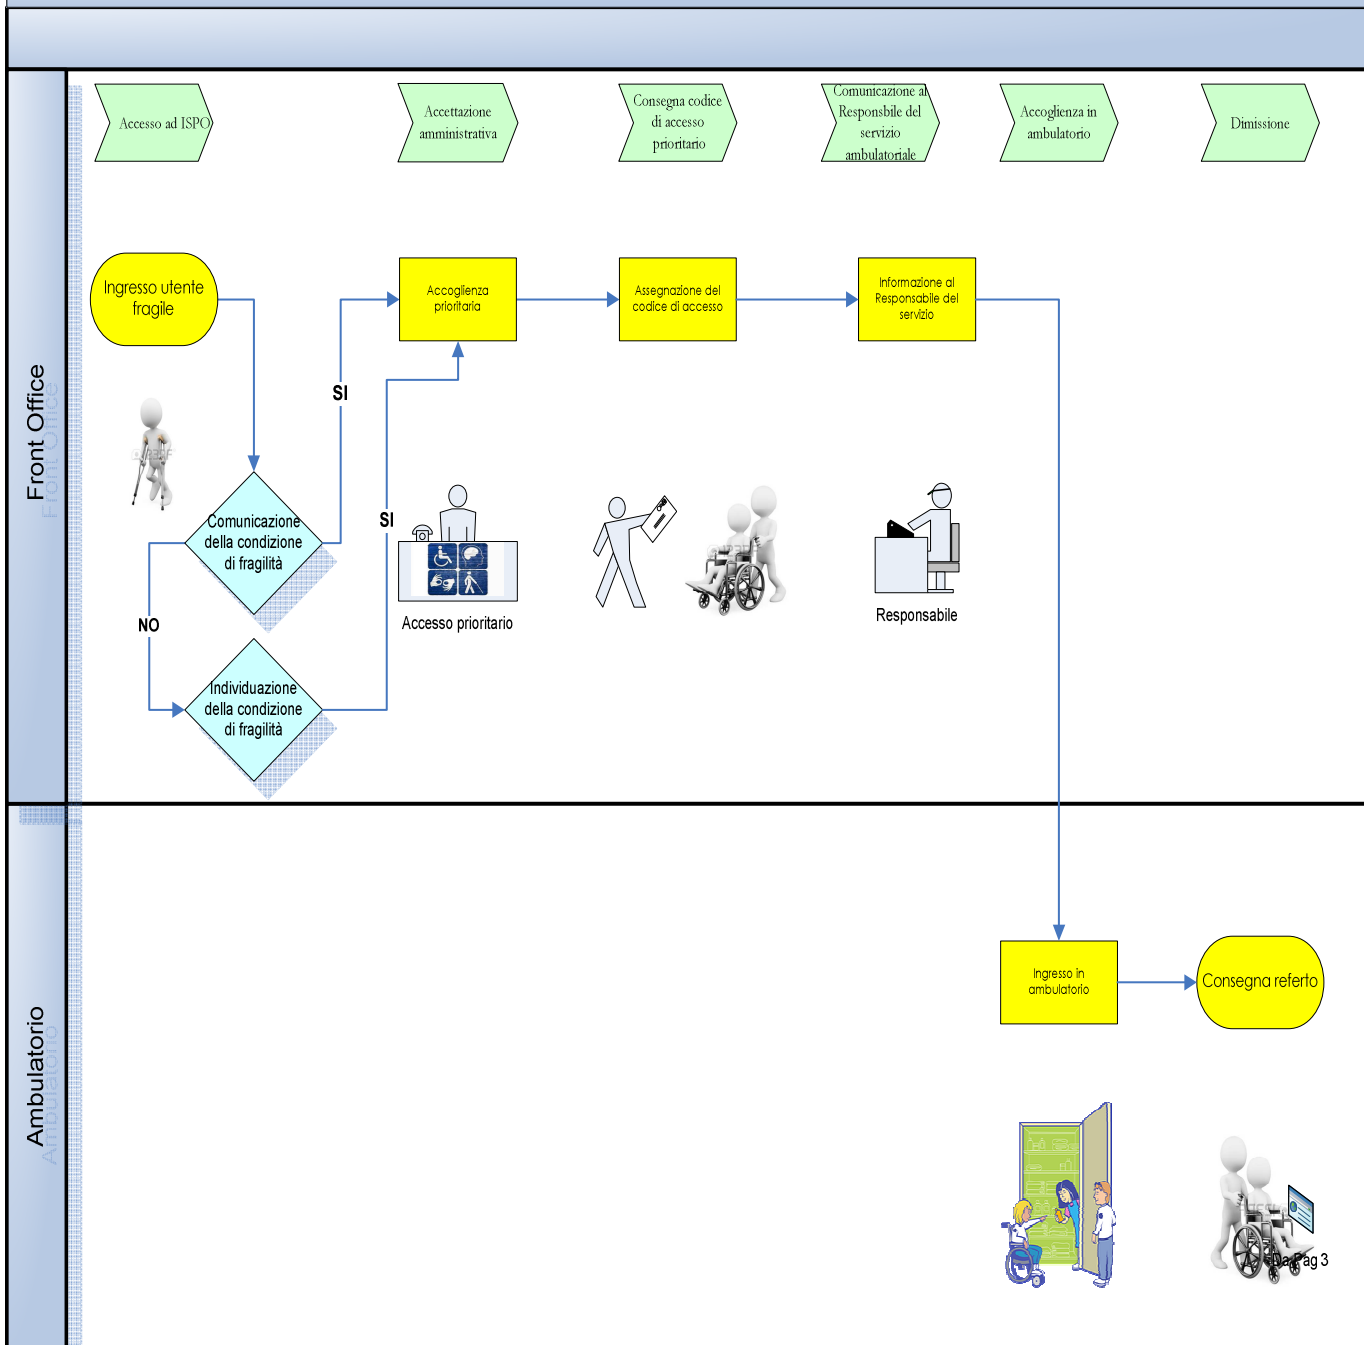 Accesso ad ISPO
Accettazione
amministrativa
Consegna codice
di accesso
prioritario
Comunicazione al
Responsbile del
servizio
ambulatoriale
Accoglienza in
ambulatorio
Dimissione
Front Office
Ingresso utente
fragile
Accoglienza
prioritaria
Assegnazione del
codice di accesso
Informazione al
Responsabile del
servizio
SI
SI
Comunicazione
della condizione
di fragilità
NO
Individuazione
della condizione
di fragilità
Accesso prioritario
Responsabile
Ambulatorio
Ingresso in
ambulatorio
Consegna referto
Da Pag 3